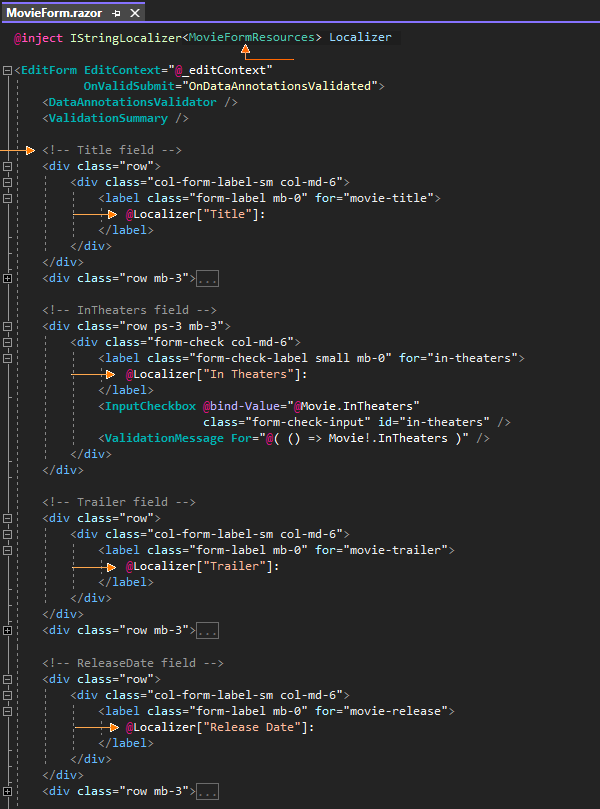 MovieForm.razor
@inject IStringLocalizer<MovieFormResources> Localizer
<EditForm EditContext="@_editContext"
OnValidSubmit="OnDataAnnotationsValidated">
<DataAnnotationsValidator />
<ValidationSummary />
<!-- Title field -->
<div class="row">
<div class="col-form-label-sm col-md-6">
<label class="form-label mb-0" for="movie-title">
@Localizer["Title"]:
</label>
</div>
</div>
<div class="row mb-3">...
<!-- InTheaters field -->
<div class="row ps-3 mb-3">
<div class="form-check col-md-6">
<label class="form-check-label small mb-0" for="in-theaters">
@Localizer["In Theaters"]:
</label>
<InputCheckbox @bind-Value="@Movie.InTheaters"
class="form-check-input" id="in-theaters" />
<ValidationMessage For="@( () => Movie!.InTheaters )" />
</div>
</div>
<!-- Trailer field -->
<div class="row">
<div class="col-form-label-sm col-md-6">
<label class="form-label mb-0" for="movie-trailer">
@Localizer["Trailer"]:
</label>
</div>
</div>
<div class="row mb-3">...
<!-- ReleaseDate field -->
<div class="row">
<div class="col-form-label-sm col-md-6">
<label class="form-label mb-0" for="movie-release">
@Localizer["Release Date"]:
</label>
</div>
</div>
<div class="row mb-3">...